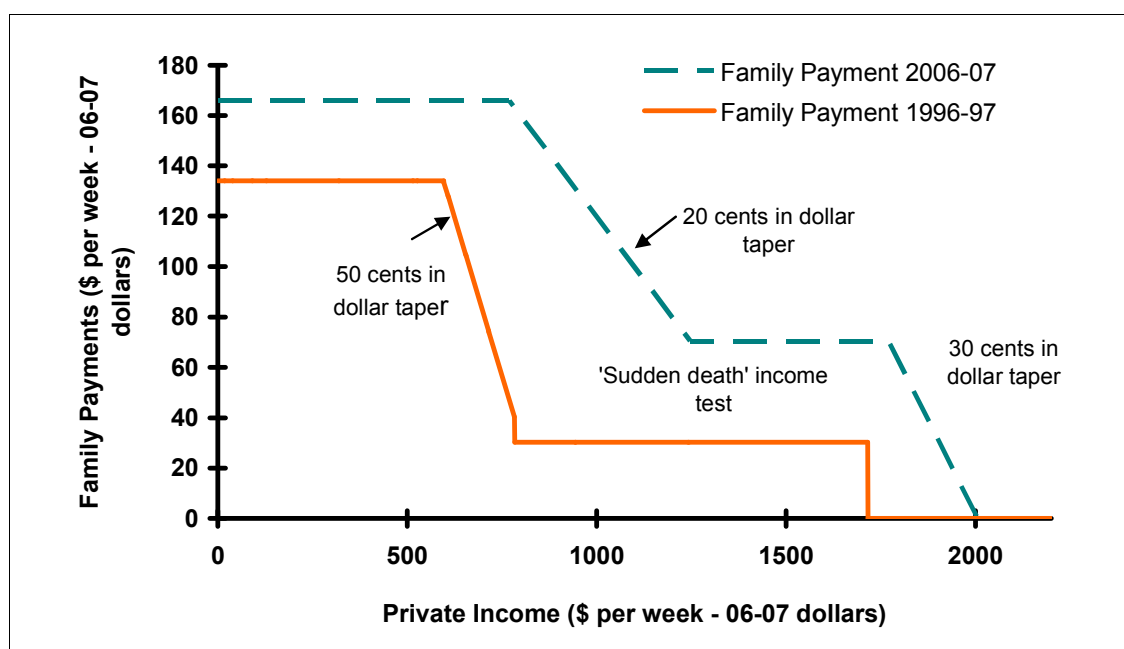 Family Payments ($ per week - 06-07
dollars)
180
160
140
120
100
80
60
40
20
0
Family Payment 2006-07
Family Payment 1996-97
20 cents in dollar
taper
50 cents in
dollar taper
'Sudden death' income
test
30 cents in
dollar taper
0
500
1000
1500
2000
Private Income ($ per week - 06-07 dollars)